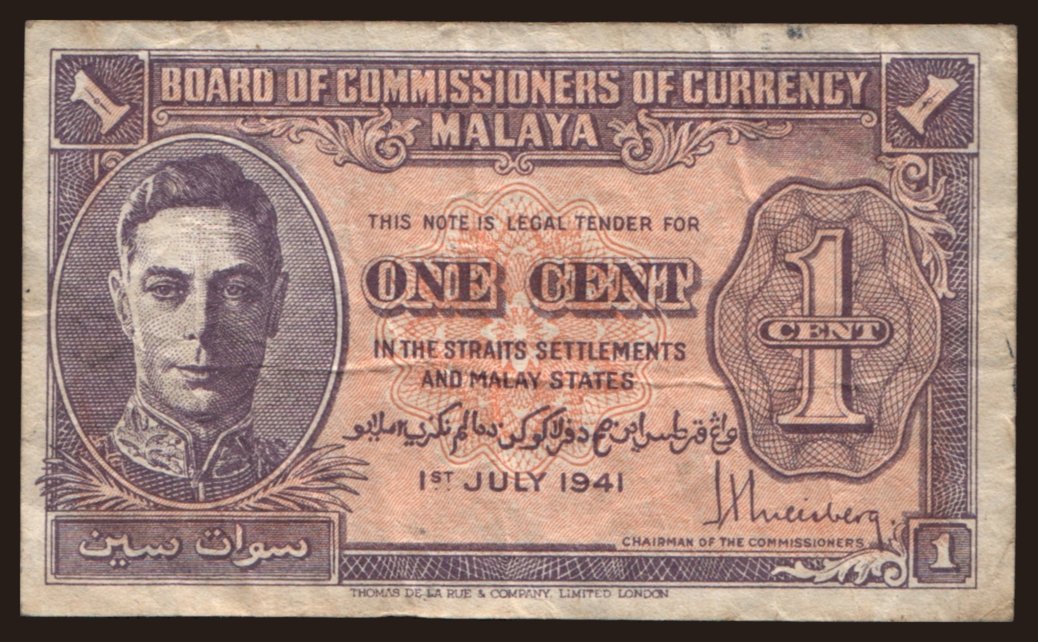 1 BOARD OF COMMISSIONERS OF CURRENCY 1
MALAYA
THIS NOTE IS LEGAL TENDER FOR
ONE CENT
1
CENT
IN THE STRAITS SETTLEMENTS
AND MALAY STATES
1ST JULY 1941
سوات سين
CHAIRMAN OF THE COMMISSIONERS
1
THOMAS DE LA RUE & COMPANY, LIMITED LONDON